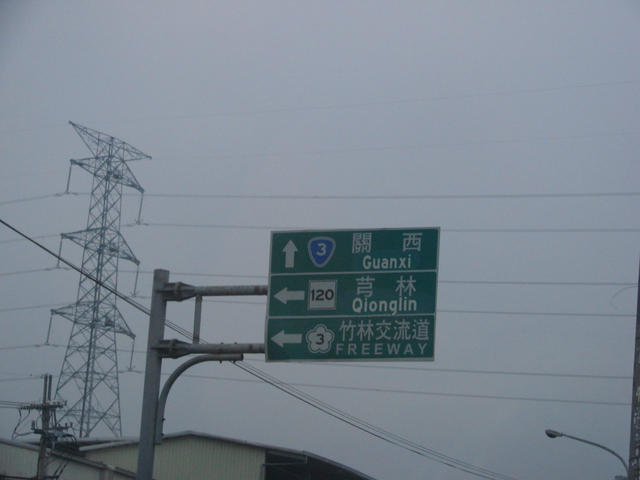 3 關西
Guanxi
120 芎林
Qionglin
3 竹林交流道
FREEWAY